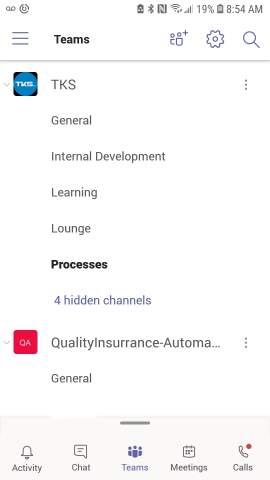 19% 8:54 AM
Teams
TKS. TKS
General
Internal Development
Learning
Lounge
Processes
4 hidden channels
QA QualityInsurrance-Automa...
General
Activity Chat Teams Meetings Calls